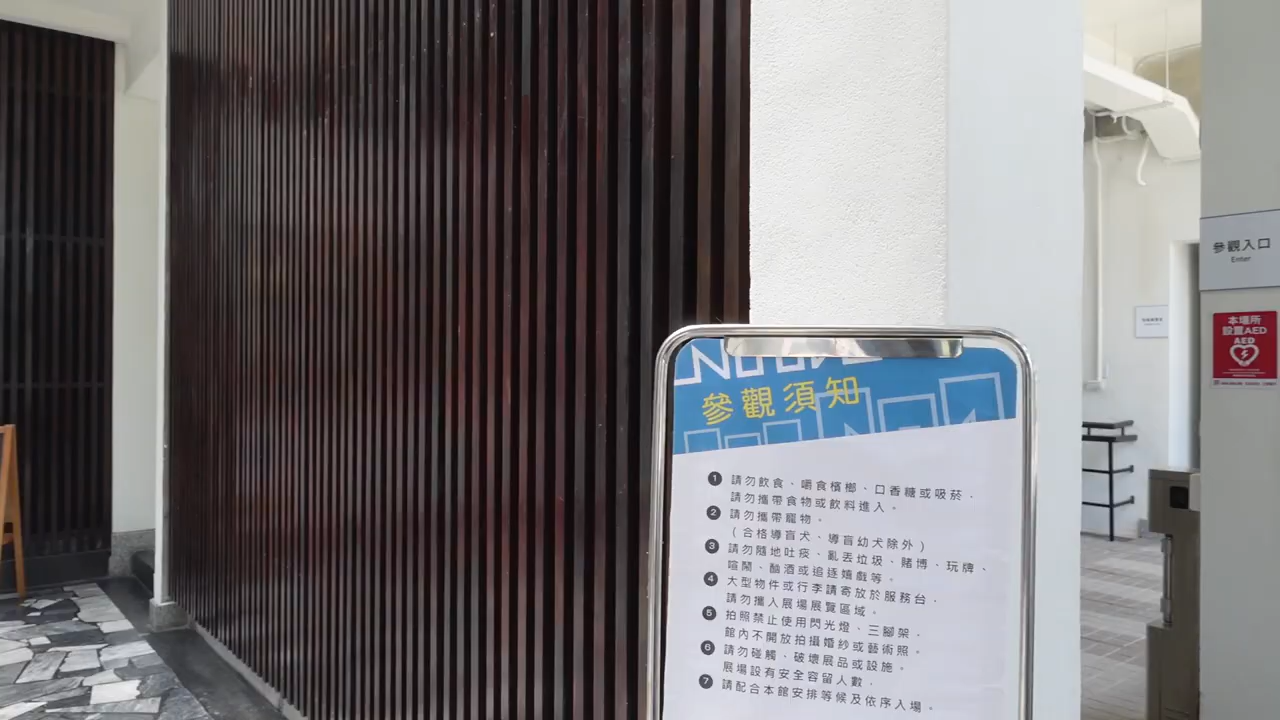 參觀須知
1 請勿飲食、嚼食檳榔、口香糖或吸菸，
請勿攜帶食物或飲料進入。
2 請勿攜帶寵物。
（合格導盲犬、導盲幼犬除外）
3 請勿隨地吐痰、亂丟垃圾、賭博、玩牌、
喧鬧、酗酒或追逐嬉戲等。
4 大型物件或行李請寄放於服務台，
請勿攜入展場展覽區域。
5 拍照禁止使用閃光燈、三腳架，
館內不開放拍攝婚紗或藝術照。
6 請勿碰觸、破壞展品或設施。
展場設有安全容留人數，
7 請配合本館安排等候及依序入場。
參觀入口
Enter
本場所
設置AED
AED